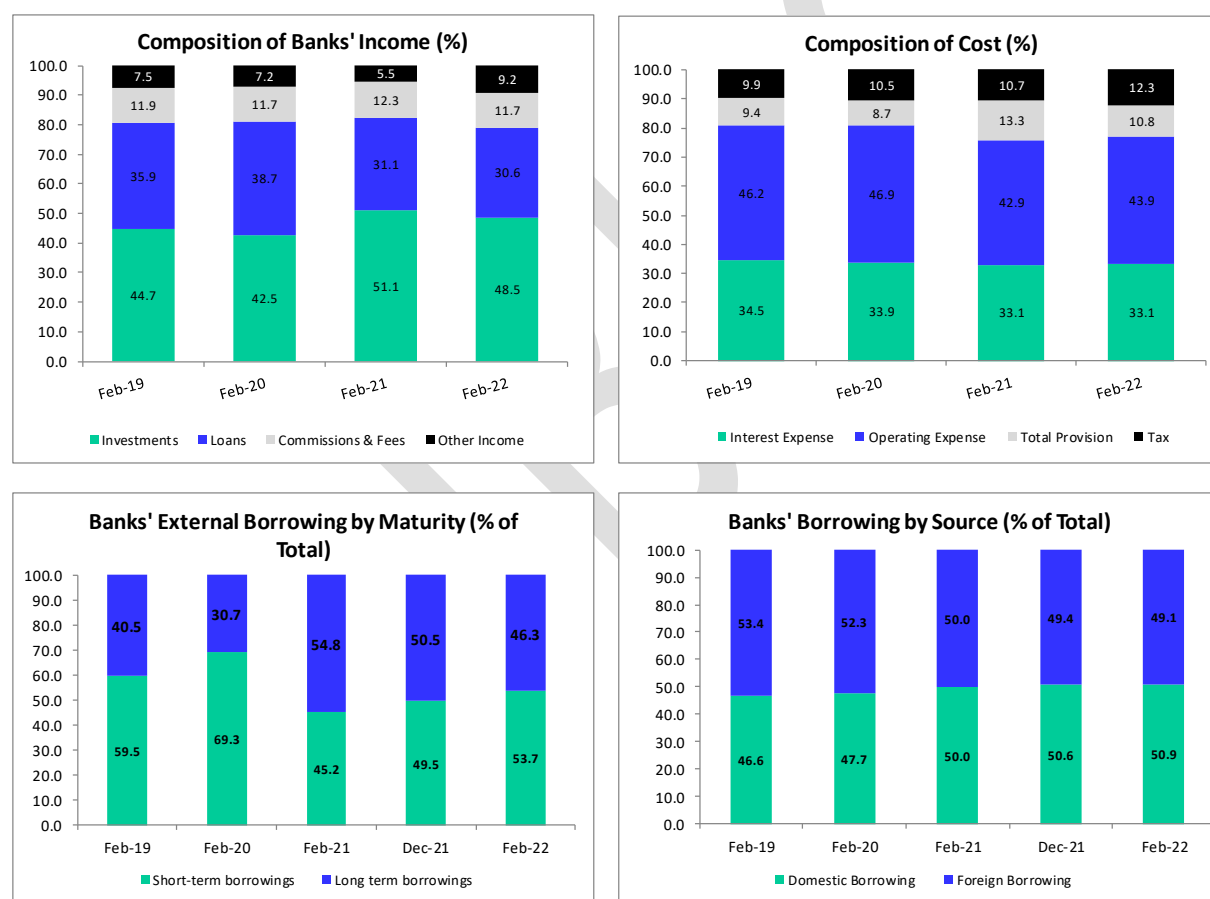 Composition of Banks' Income (%)
100.0
90.0
80.0
70.0
60.0
50.0
40.0
30.0
20.0
10.0
0.0
7.5 7.2 5.5 9.2
11.9 11.7 12.3 11.7
35.9 38.7 31.1 30.6
44.7 42.5 51.1 48.5
Feb-19 Feb-20 Feb-21 Feb-22
Investments Loans Commissions & Fees Other Income
Composition of Cost (%)
100.0
90.0
80.0
70.0
60.0
50.0
40.0
30.0
20.0
10.0
0.0
9.9 10.5 10.7 12.3
9.4 8.7 13.3 10.8
46.2 46.9 42.9 43.9
34.5 33.9 33.1 33.1
Feb-19 Feb-20 Feb-21 Feb-22
Interest Expense Operating Expense Total Provision Tax
Banks' External Borrowing by Maturity (% of
Total)
100.0
90.0
80.0
70.0
60.0
50.0
40.0
30.0
20.0
10.0
0.0
40.5 30.7 54.8 50.5 46.3
59.5 69.3 45.2 49.5 53.7
Feb-19 Feb-20 Feb-21 Dec-21 Feb-22
Short-term borrowings Long term borrowings
Banks' Borrowing by Source (% of Total)
100.0
90.0
80.0
70.0
60.0
50.0
40.0
30.0
20.0
10.0
0.0
53.4 52.3 50.0 49.4 49.1
46.6 47.7 50.0 50.6 50.9
Feb-19 Feb-20 Feb-21 Dec-21 Feb-22
Domestic Borrowing Foreign Borrowing